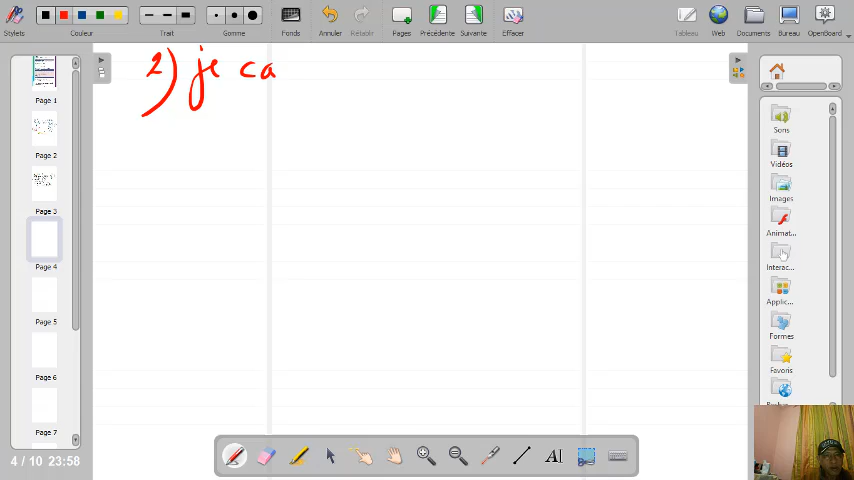 Stylets
Couleur
Trait
Gomme
Fonds
Annuler
Rétablir
Pages
Précédente
Suivante
Effacer
Tableau
Web
Documents
Bureau
OpenBoard
2) je ca
Page 1
Page 2
Page 3
Page 4
Page 5
Page 6
Page 7
4 / 10 23:58
Sons
Vidéos
Images
Animat...
Interac...
Applic...
Formes
Favoris